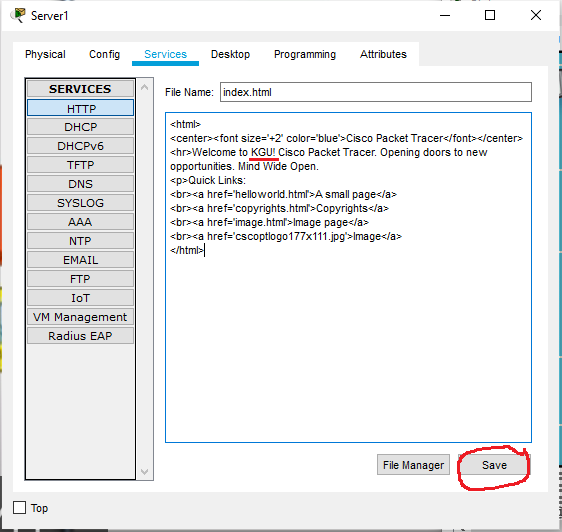 Server1
Physical Config Services Desktop Programming Attributes
SERVICES
HTTP
DHCP
DHCPv6
TFTP
DNS
SYSLOG
AAA
NTP
EMAIL
FTP
IoT
VM Management
Radius EAP
File Name: index.html
<html>
<center><font size='+2' color='blue'>Cisco Packet Tracer</font></center>
<hr>Welcome to KGU! Cisco Packet Tracer. Opening doors to new
opportunities. Mind Wide Open.
<p>Quick Links:
<br><a href='helloworld.html'>A small page</a>
<br><a href='copyrights.html'>Copyrights</a>
<br><a href='image.html'>Image page</a>
<br><a href='cscoptlogo177x111.jpg'>Image</a>
</html>
File Manager Save
Top